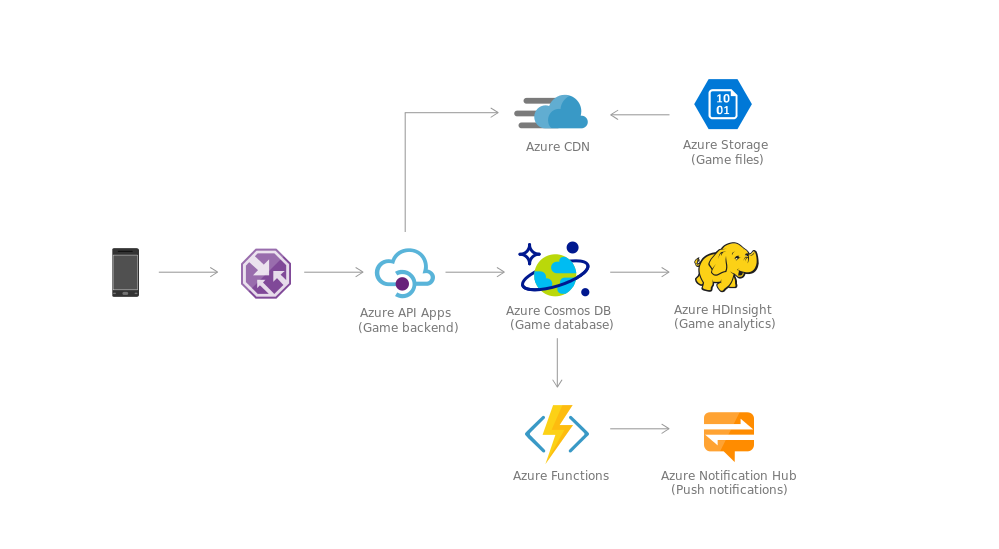 10
01
Azure CDN
Azure Storage
(Game files)
Azure API Apps
(Game backend)
Azure Cosmos DB
(Game database)
Azure HDInsight
(Game analytics)
Azure Functions
Azure Notification Hub
(Push notifications)